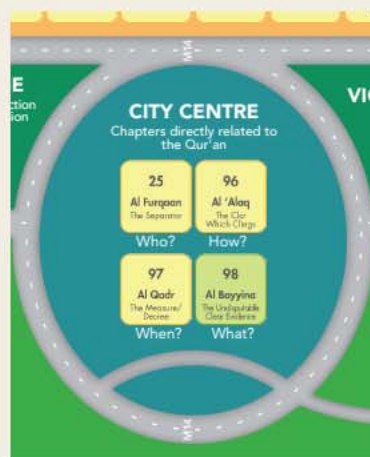 M14
E
ction
ion
VI
CITY CENTRE
Chapters directly related to
the Qur'an
25
Al Furqaan
The Separator
Who?
96
Al 'Alaq
The Clot
Which Clings
How?
97
Al Qadr
The Measure/
Decree
When?
98
Al Bayyina
The Undisputable
Clear Evidence
What?
M14